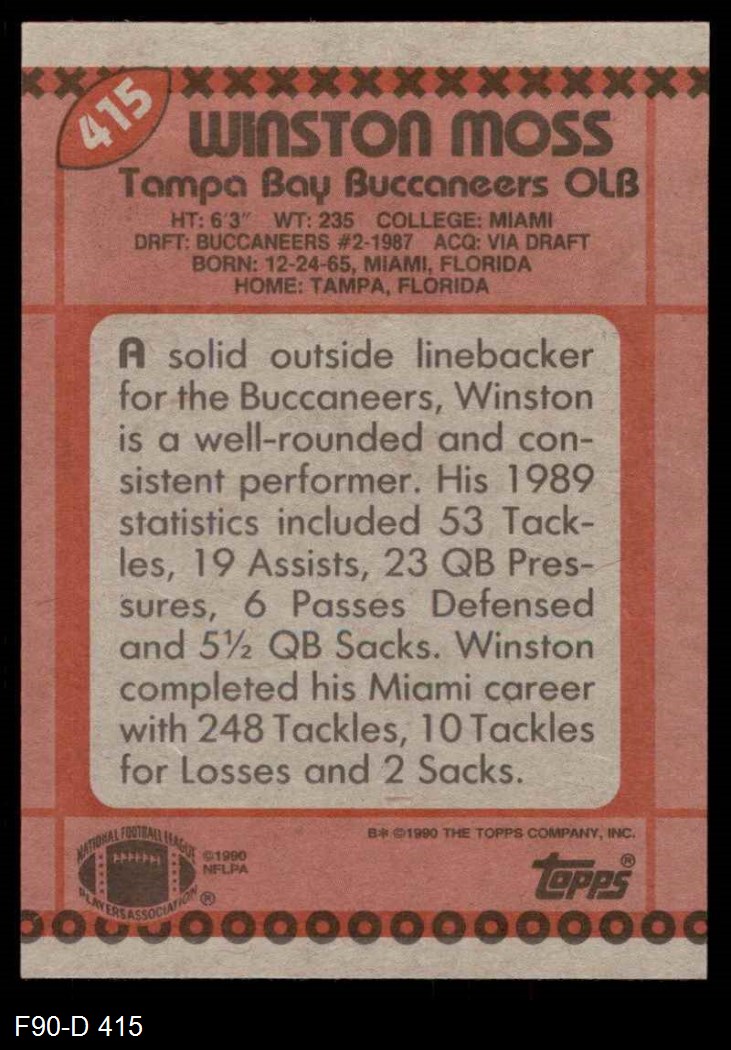 415
WINSTON MOSS
Tampa Bay Buccaneers OLB
HT: 6'3" WT: 235 COLLEGE: MIAMI
DRFT: BUCCANEERS #2-1987 ACQ: VIA DRAFT
BORN: 12-24-65, MIAMI, FLORIDA
HOME: TAMPA, FLORIDA
A solid outside linebacker
for the Buccaneers, Winston
is a well-rounded and con-
sistent performer. His 1989
statistics included 53 Tack-
les, 19 Assists, 23 QB Pres-
sures, 6 Passes Defensed
and 5½ QB Sacks. Winston
completed his Miami career
with 248 Tackles, 10 Tackles
for Losses and 2 Sacks.
B* ©1990 THE TOPPS COMPANY, INC.
NATIONAL FOOTBALL LEAGUE
PLAYERS ASSOCIATION ®
©1990
NFLPA
Topps®
F90-D 415